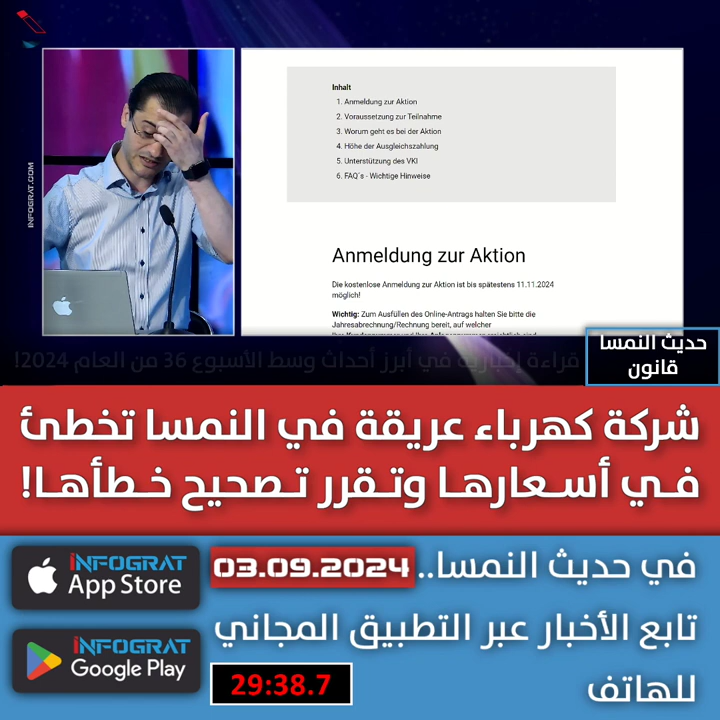 INFOGRAT.COM
Inhalt
1. Anmeldung zur Aktion
2. Voraussetzung zur Teilnahme
3. Worum geht es bei der Aktion
4. Höhe der Ausgleichszahlung
5. Unterstützung des VKI
6. FAQ´s - Wichtige Hinweise
Anmeldung zur Aktion
Die kostenlose Anmeldung zur Aktion ist bis spätestens 11.11.2024
möglich!
Wichtig: Zum Ausfüllen des Online-Antrags halten Sie bitte die
Jahresabrechnung/Rechnung bereit, auf welcher
حديث النمسا
قانون
قراءة إخبارية في أبرز أحداث وسط الأسبوع 36 من العام 2024!
شركة كهرباء عريقة في النمسا تخطئ
في أسعارها وتقرر تصحيح خطأها!
في حديث النمسا.. 03.09.2024
تابع الأخبار عبر التطبيق المجاني
للهاتف
INFOGRAT
App Store
INFOGRAT
Google Play
29:38.7